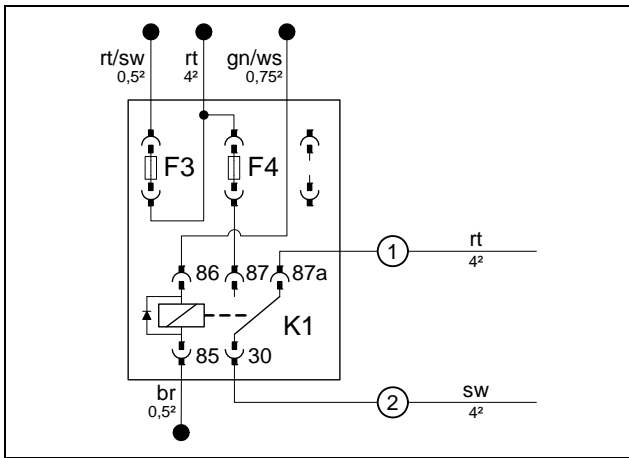 rt/sw rt gn/ws
0,5² 4² 0,75²
F3 F4
1 rt
4²
86 87 87a
K1
85 30
br
0,5²
2 sw
4²